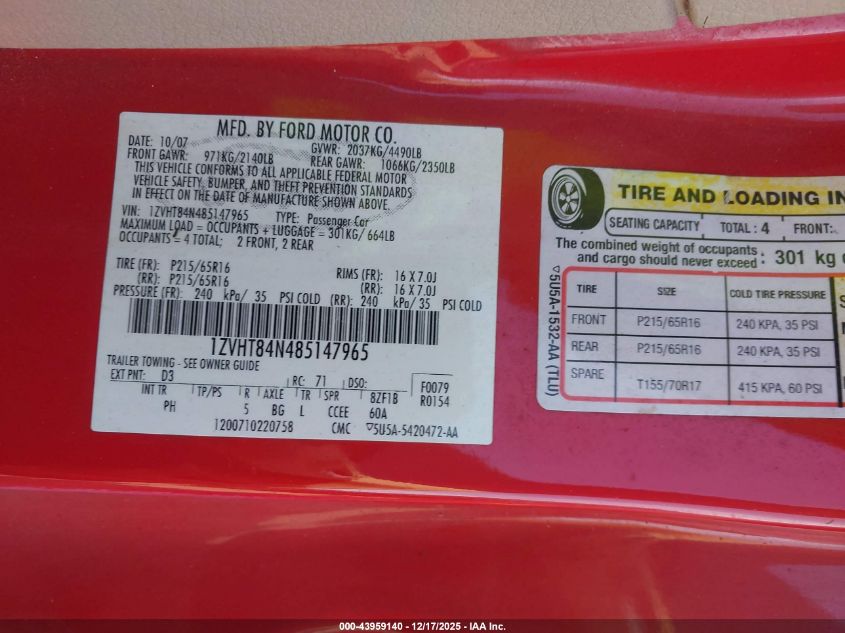 MFD. BY FORD MOTOR CO.
DATE: 10/07 GVWR: 2037KG/4490LB
FRONT GAWR: 971KG/2140LB REAR GAWR: 1066KG/2350LB
THIS VEHICLE CONFORMS TO ALL APPLICABLE FEDERAL MOTOR
VEHICLE SAFETY, BUMPER, AND THEFT PREVENTION STANDARDS
IN EFFECT ON THE DATE OF MANUFACTURE SHOWN ABOVE.
VIN: 1ZVHT84N485147965 TYPE: Passenger Car
MAXIMUM LOAD = OCCUPANTS + LUGGAGE = 301KG/ 664LB
OCCUPANTS = 4 TOTAL; 2 FRONT, 2 REAR
TIRE (FR): P215/65R16 RIMS (FR): 16 X 7.0J
(RR): P215/65R16 (RR): 16 X 7.0J
PRESSURE (FR): 240 kPa/ 35 PSI COLD (RR): 240 kPa/ 35 PSI COLD
1ZVHT84N485147965
TRAILER TOWING - SEE OWNER GUIDE
EXT PNT: D3 RC: 71 DSO: F0079
INT TR TP/PS R AXLE TR SPR 8ZF1B R0154
PH 5 BG L CCEE 60A
1200710220758 CMC ▽5U5A-5420472-AA
TIRE AND LOADING IN
SEATING CAPACITY TOTAL : 4 FRONT:
The combined weight of occupants
and cargo should never exceed : 301 kg
TIRE SIZE COLD TIRE PRESSURE
FRONT P215/65R16 240 KPA, 35 PSI
REAR P215/65R16 240 KPA, 35 PSI
SPARE T155/70R17 415 KPA, 60 PSI
▽5U5A-1532-AA (TLU)
000-43959140 - 12/17/2025 - IAA Inc.